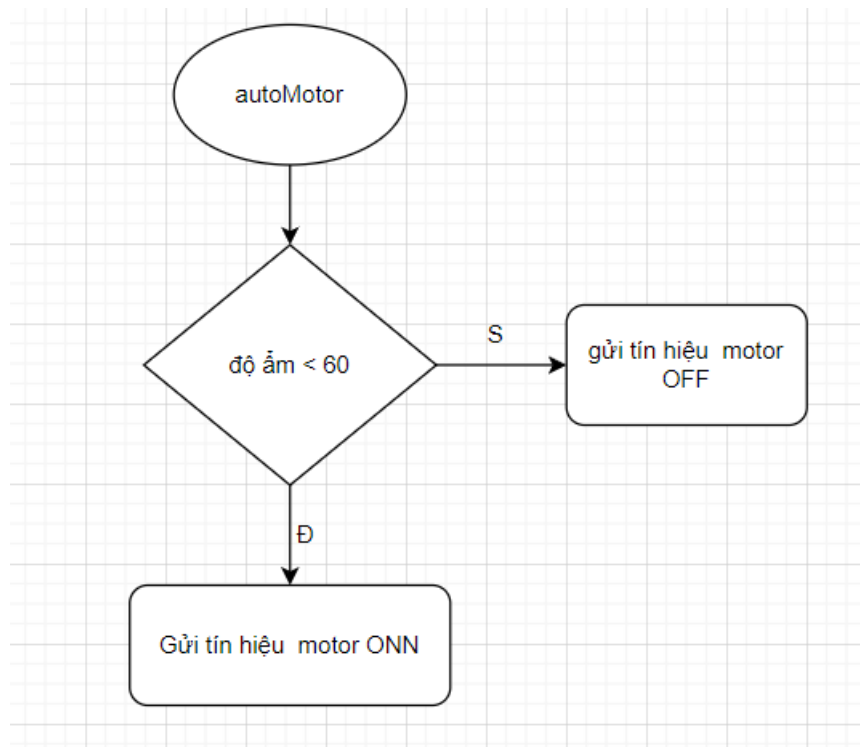 autoMotor
độ ẩm < 60
S
gửi tín hiệu motor
OFF
Đ
Gửi tín hiệu motor ONN